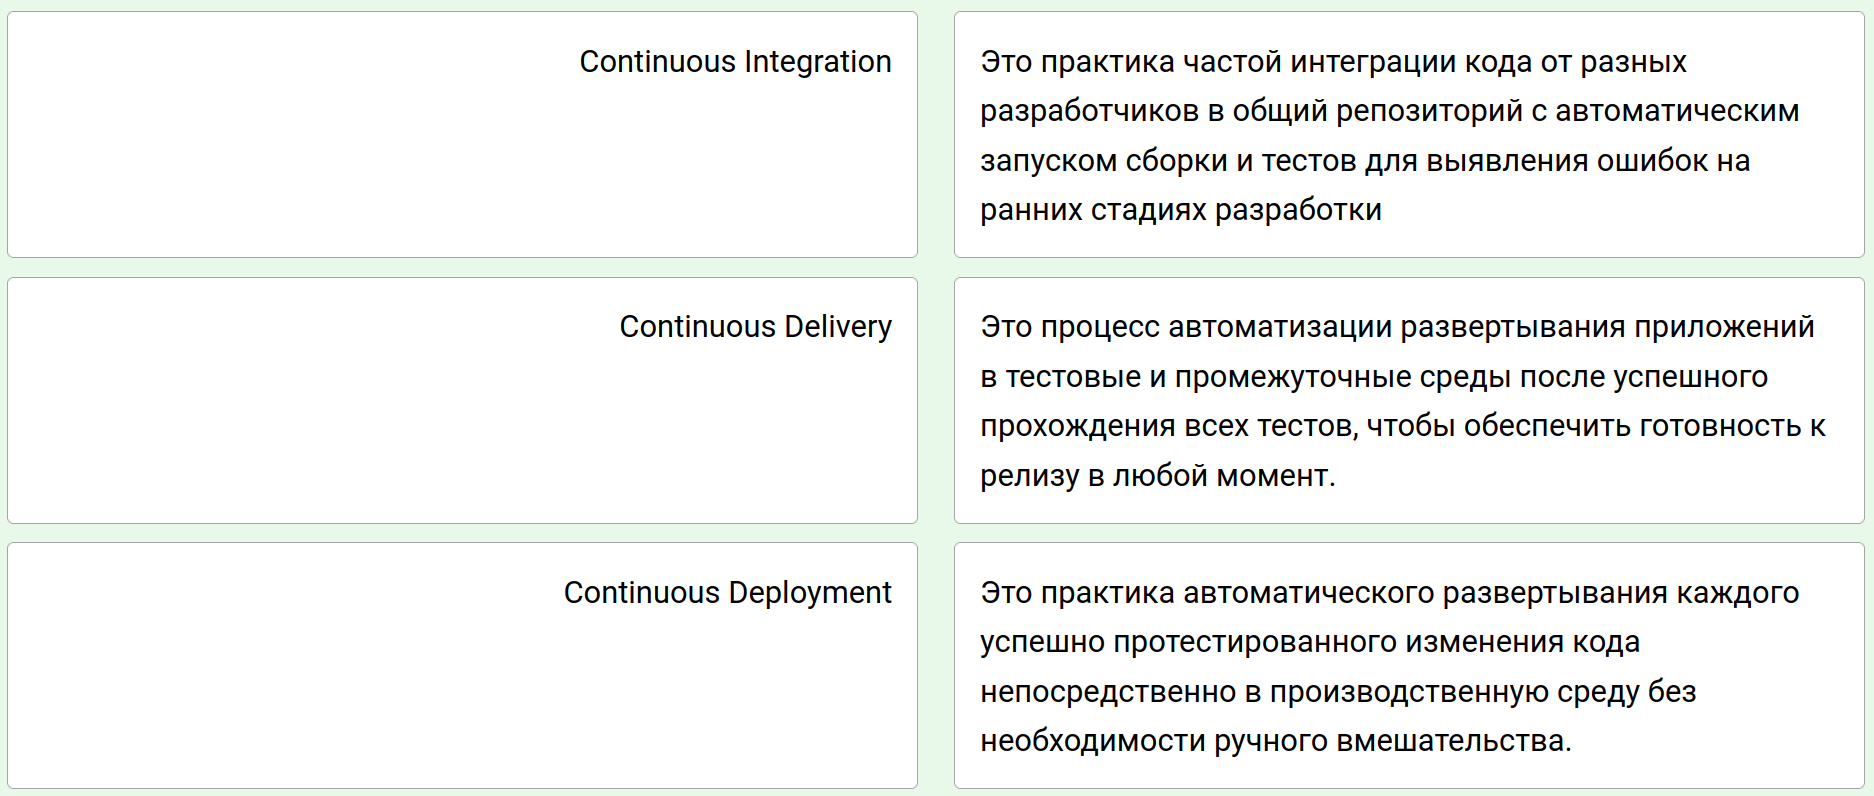 Continuous Integration
Это практика частой интеграции кода от разных
разработчиков в общий репозиторий с автоматическим
запуском сборки и тестов для выявления ошибок на
ранних стадиях разработки
Continuous Delivery
Это процесс автоматизации развертывания приложений
в тестовые и промежуточные среды после успешного
прохождения всех тестов, чтобы обеспечить готовность к
релизу в любой момент.
Continuous Deployment
Это практика автоматического развертывания каждого
успешно протестированного изменения кода
непосредственно в производственную среду без
необходимости ручного вмешательства.